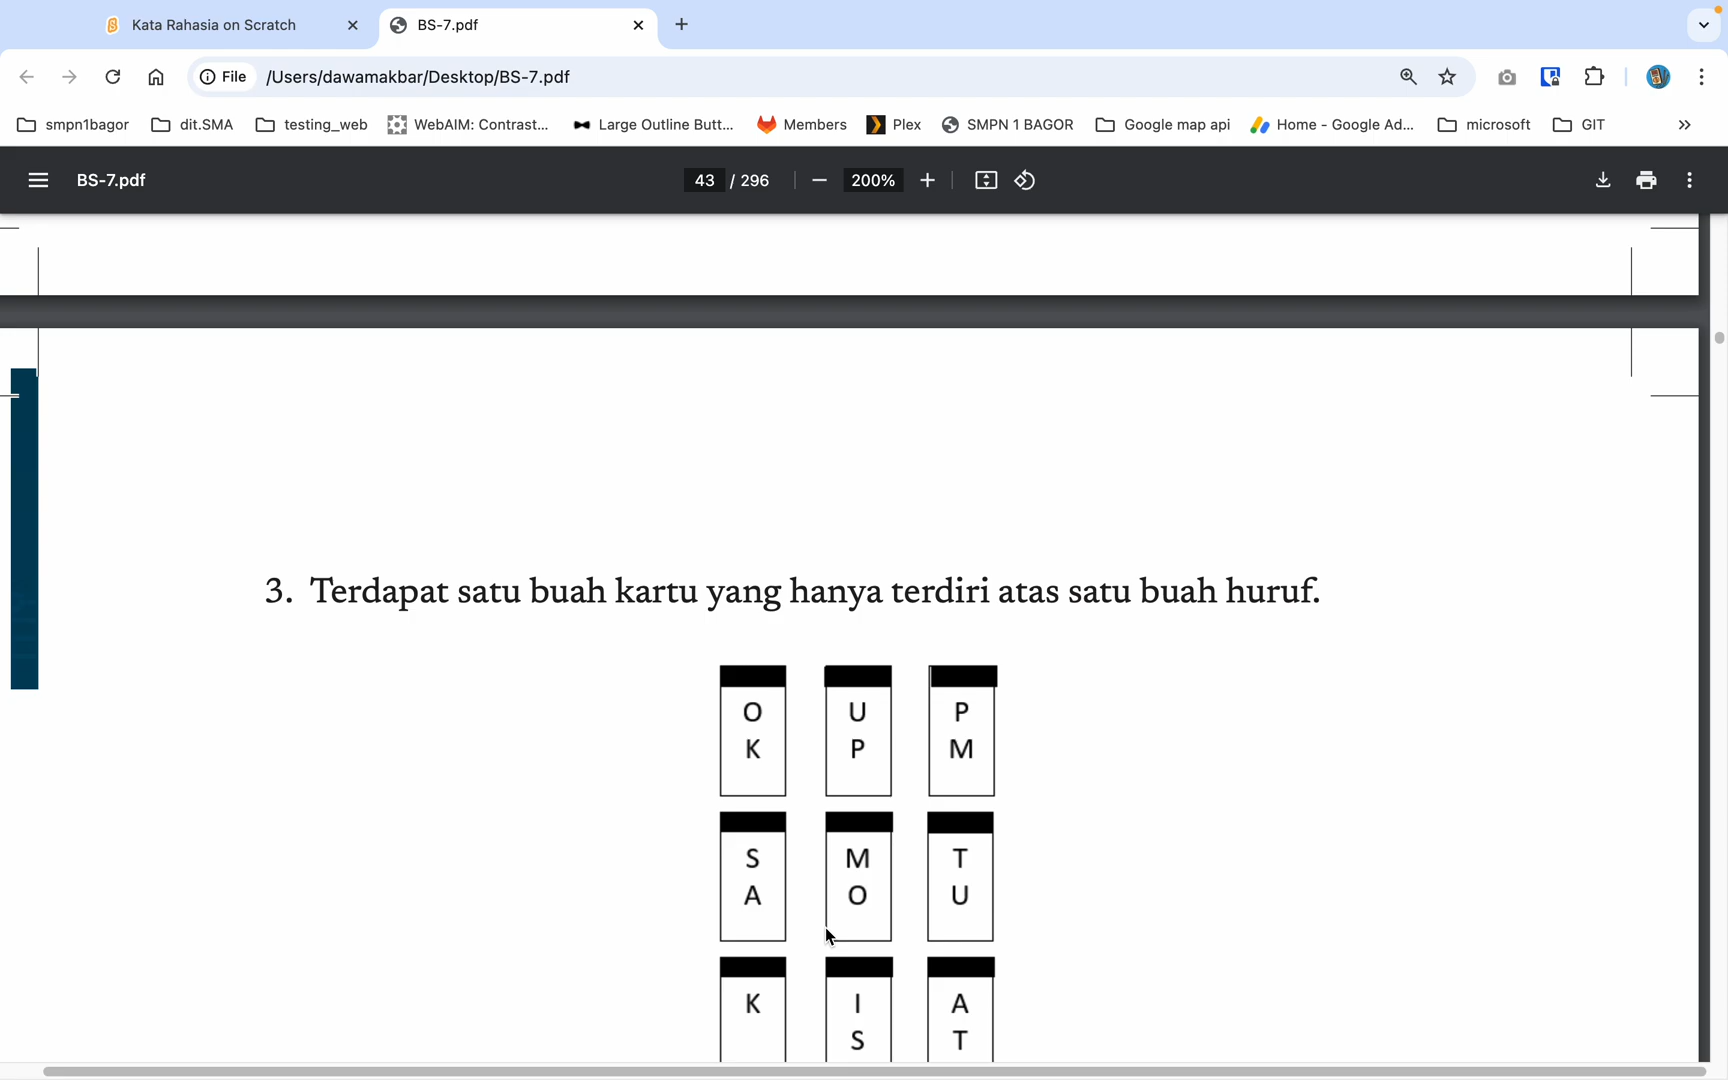 Kata Rahasia on Scratch
BS-7.pdf
File /Users/dawamakbar/Desktop/BS-7.pdf
smpn1bagor dit.SMA testing_web WebAIM: Contrast... Large Outline Butt... Members Plex SMPN 1 BAGOR Google map api Home - Google Ad... microsoft GIT
BS-7.pdf 43 / 296 200%
3. Terdapat satu buah kartu yang hanya terdiri atas satu buah huruf.
O U P
K P M
S M T
A O U
K I A
S T